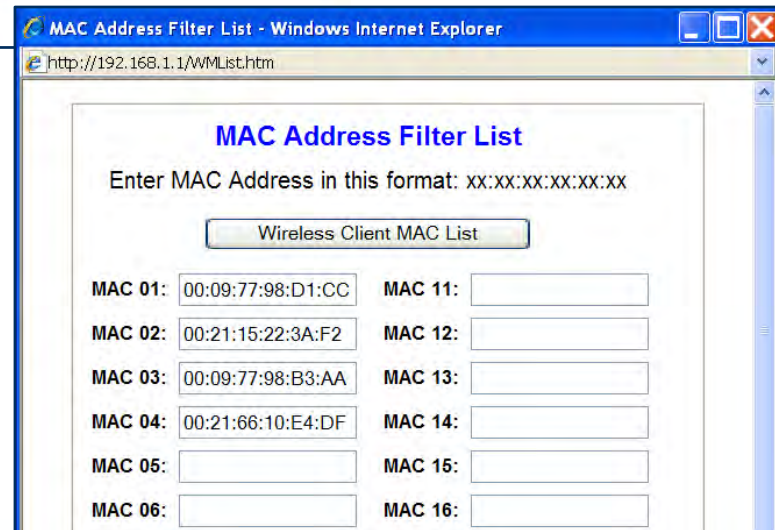 MAC Address Filter List - Windows Internet Explorer
http://192.168.1.1/WMList.htm
MAC Address Filter List
Enter MAC Address in this format: xx:xx:xx:xx:xx:xx
Wireless Client MAC List
MAC 01: 00:09:77:98:D1:CC MAC 11:
MAC 02: 00:21:15:22:3A:F2 MAC 12:
MAC 03: 00:09:77:98:B3:AA MAC 13:
MAC 04: 00:21:66:10:E4:DF MAC 14:
MAC 05: MAC 15:
MAC 06: MAC 16: